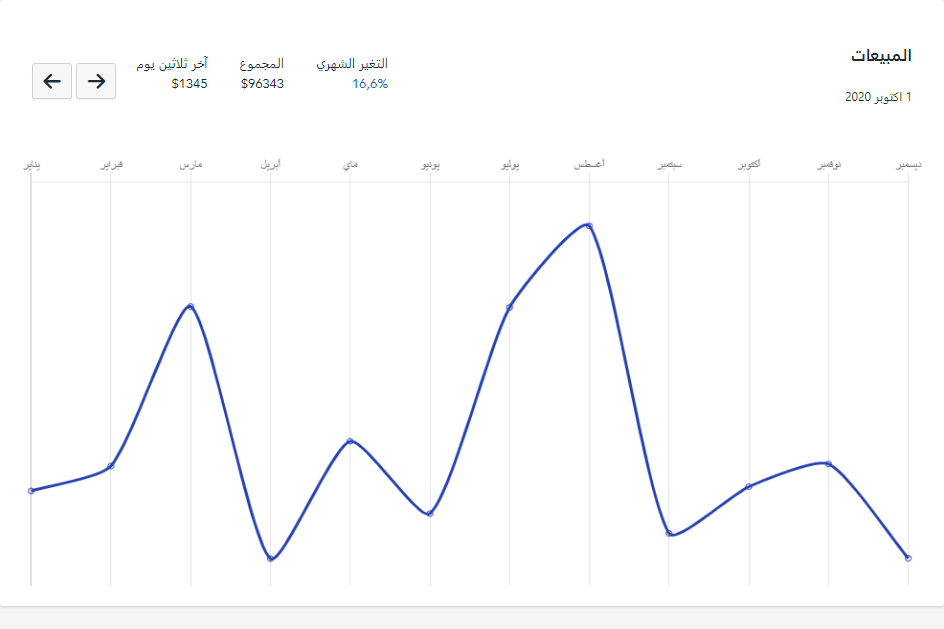 المبيعات
1 اكتوبر 2020
التغير الشهري
16,6%
المجموع
$96343
آخر ثلاثين يوم
$1345
يناير فبراير مارس أبريل ماي يونيو يوليو أغسطس سبتمبر أكتوبر نوفمبر ديسمبر